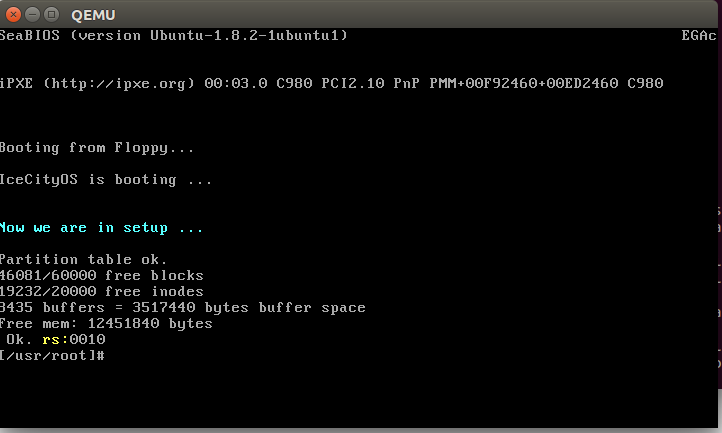 QEMU
SeaBIOS (version Ubuntu-1.8.2-1ubuntu1) EGAc
iPXE (http://ipxe.org) 00:03.0 C980 PCI2.10 PnP PMM+00F92460+00ED2460 C980
Booting from Floppy...
IceCityOS is booting ...
Now we are in setup ...
Partition table ok.
46081/60000 free blocks
19232/20000 free inodes
3435 buffers = 3517440 bytes buffer space
Free mem: 12451840 bytes
Ok. rs:0010
[/usr/root]#